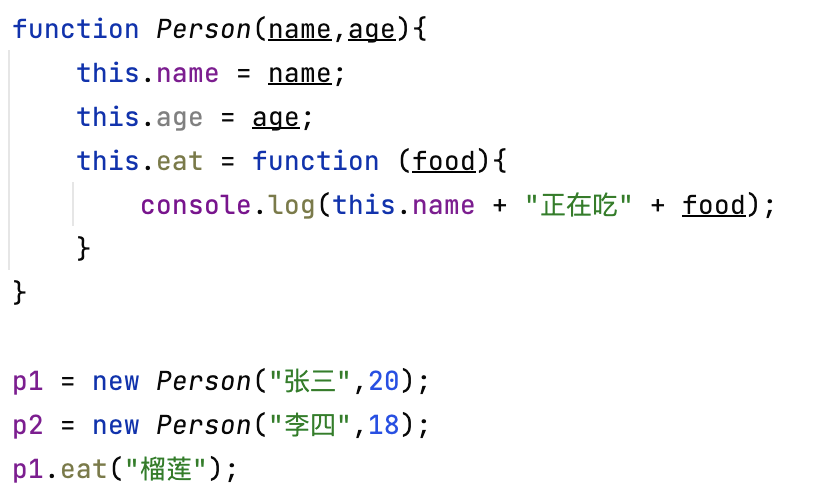 function Person(name,age){
    this.name = name;
    this.age = age;
    this.eat = function (food){
        console.log(this.name + "正在吃" + food);
    }
}

p1 = new Person("张三",20);
p2 = new Person("李四",18);
p1.eat("榴莲");